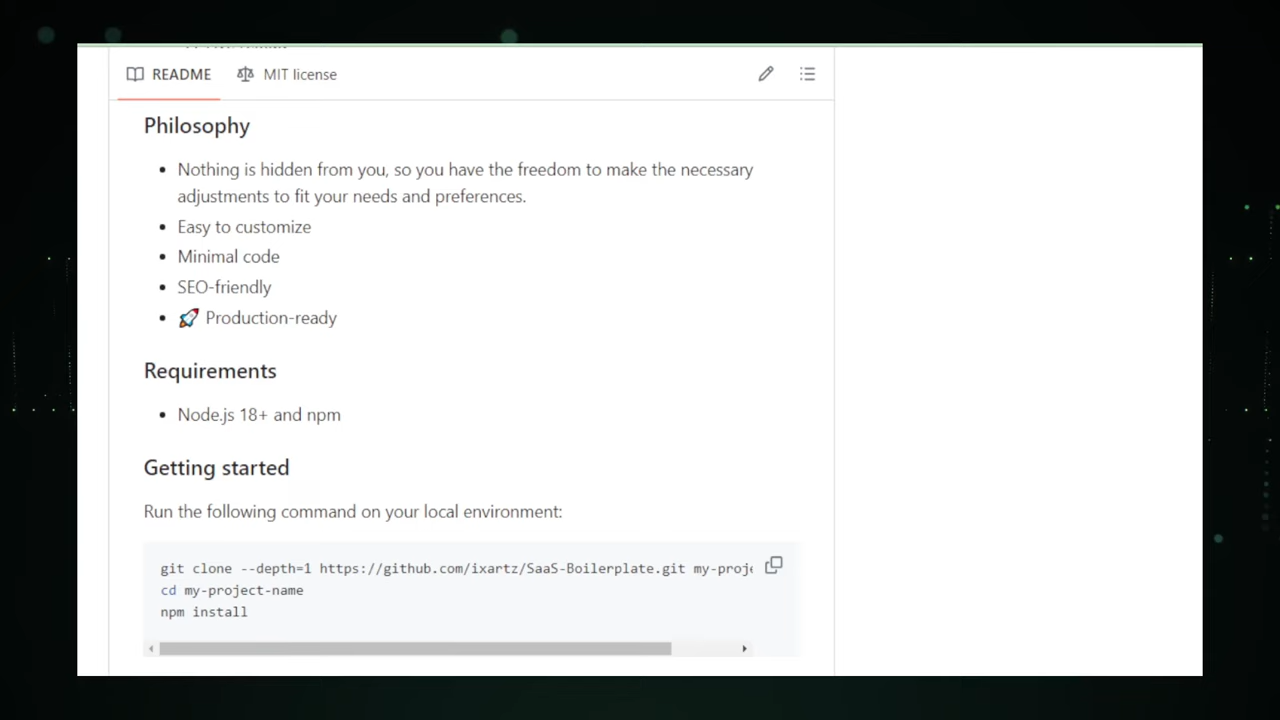 README MIT license
Philosophy
Nothing is hidden from you, so you have the freedom to make the necessary
adjustments to fit your needs and preferences.
Easy to customize
Minimal code
SEO-friendly
🚀 Production-ready
Requirements
Node.js 18+ and npm
Getting started
Run the following command on your local environment:
git clone --depth=1 https://github.com/ixartz/SaaS-Boilerplate.git my-proje
cd my-project-name
npm install